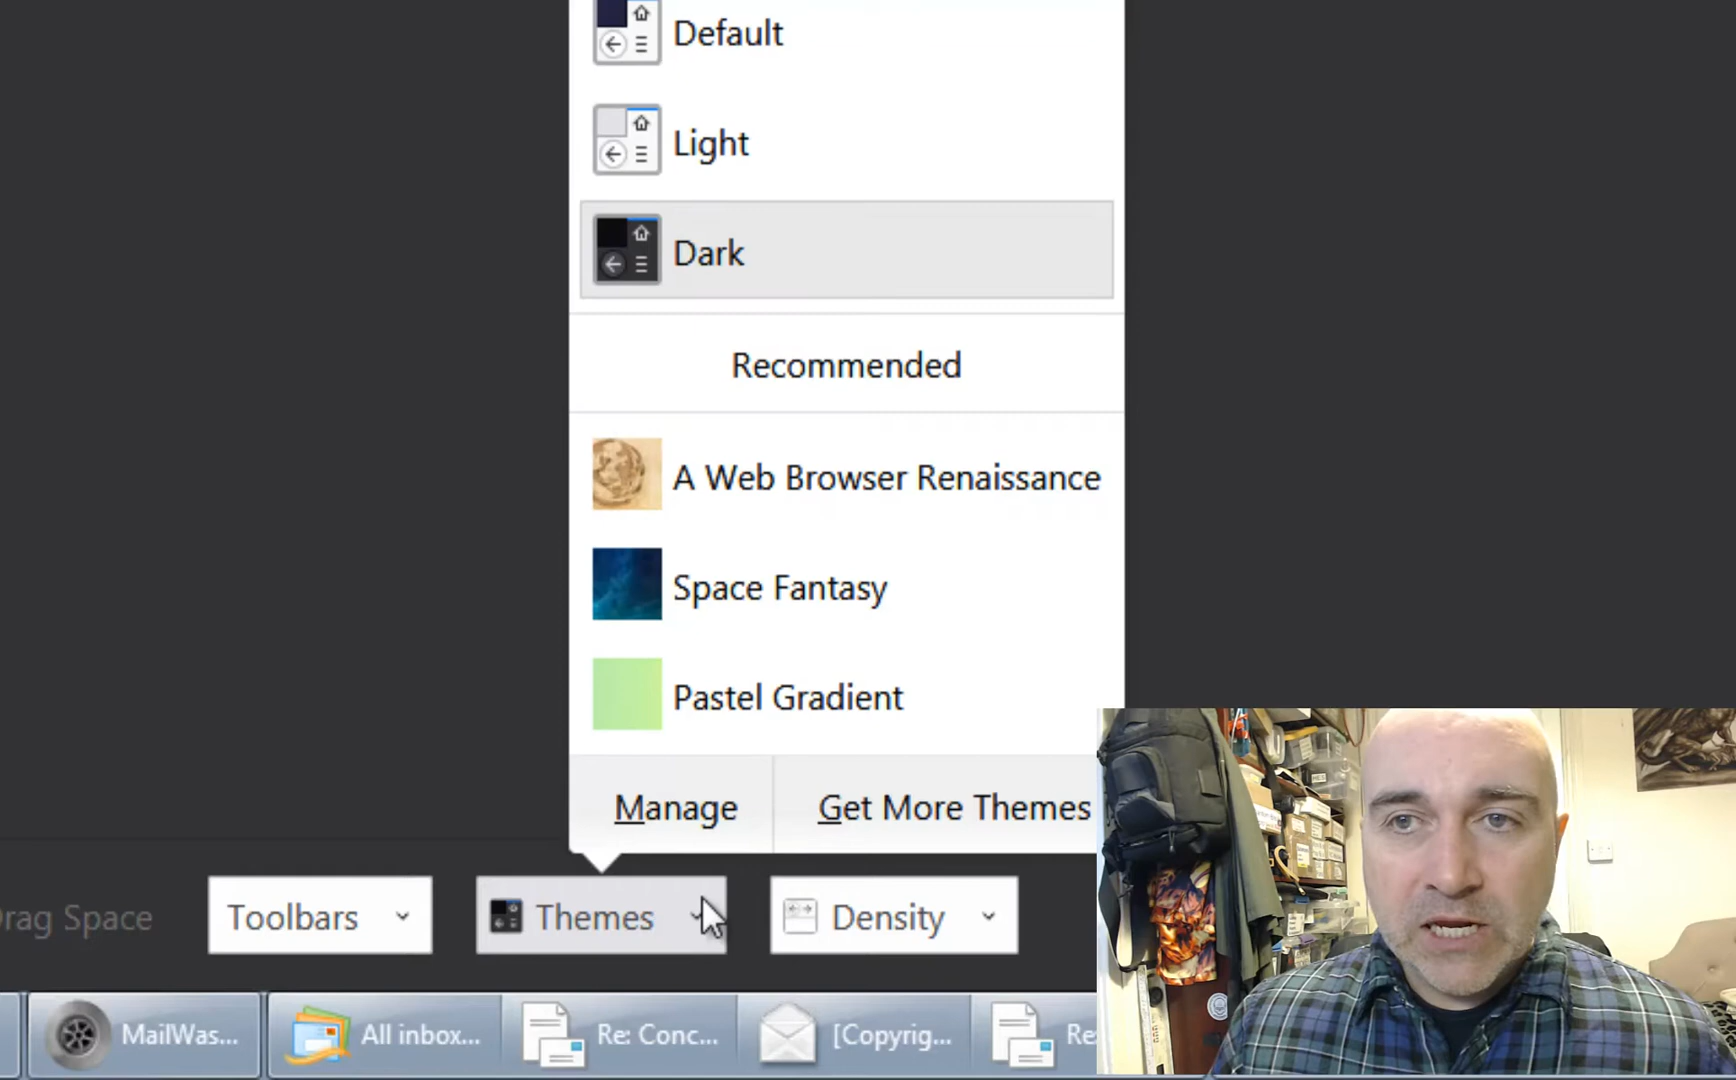 Default
Light
Dark
Recommended
A Web Browser Renaissance
Space Fantasy
Pastel Gradient
Manage
Get More Themes
rag Space
Toolbars
Themes
Density
MailWas...
All inbox...
Re: Conc...
[Copyrig...
Re